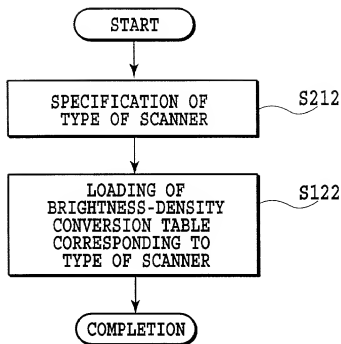 START
SPECIFICATION OF
TYPE OF SCANNER
S212
LOADING OF
BRIGHTNESS-DENSITY
CONVERSION TABLE
CORRESPONDING TO
TYPE OF SCANNER
S122
COMPLETION